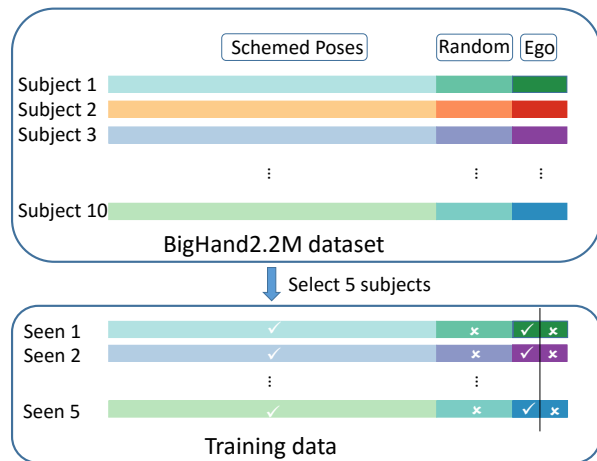 Schemed Poses Random Ego
Subject 1
Subject 2
Subject 3
⋮ ⋮ ⋮
Subject 10
BigHand2.2M dataset
Select 5 subjects
Seen 1 ✓ × ✓ ×
Seen 2 ✓ × ✓ ×
⋮ ⋮
Seen 5 ✓ × ✓ ×
Training data